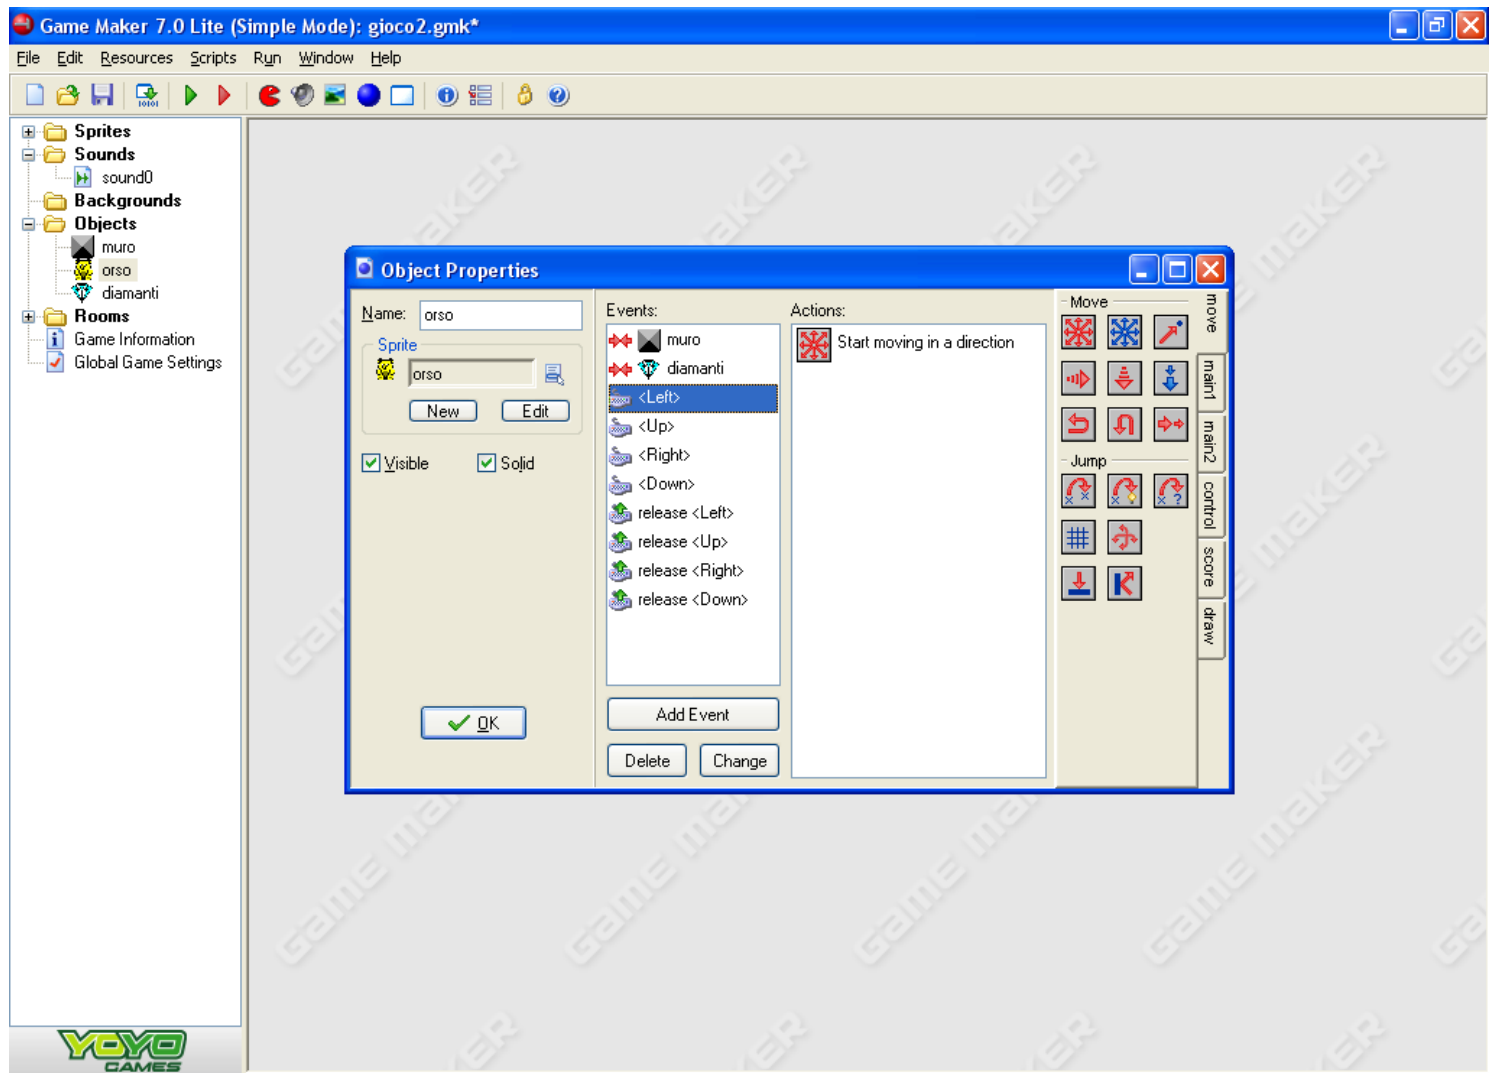 Game Maker 7.0 Lite (Simple Mode): gioco2.gmk*
File Edit Resources Scripts Run Window Help
Sprites
Sounds
sound0
Backgrounds
Objects
muro
orso
diamanti
Rooms
Game Information
Global Game Settings
YOYO
GAMES
Object Properties
Name: orso
Sprite
orso
New Edit
Visible Solid
OK
Events:
muro
diamanti
<Left>
<Up>
<Right>
<Down>
release <Left>
release <Up>
release <Right>
release <Down>
Add Event
Delete Change
Actions:
Start moving in a direction
Move
Jump
move
main1
main2
control
score
draw